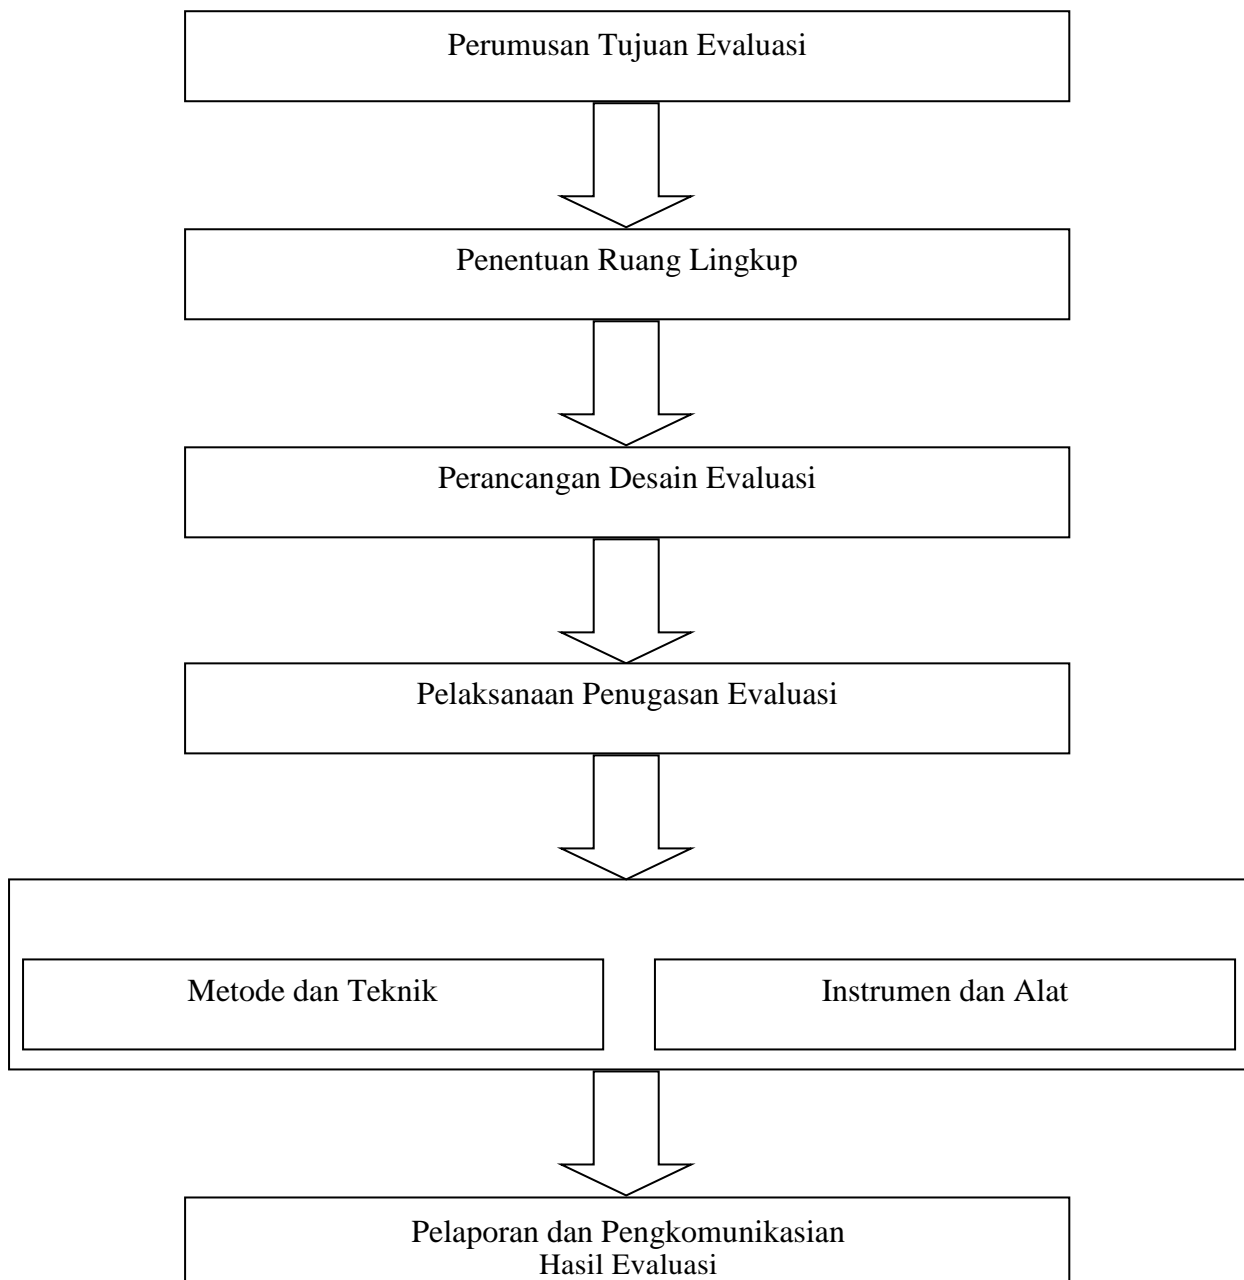 Perumusan Tujuan Evaluasi
Penentuan Ruang Lingkup
Perancangan Desain Evaluasi
Pelaksanaan Penugasan Evaluasi
Metode dan Teknik
Instrumen dan Alat
Pelaporan dan Pengkomunikasian
Hasil Evaluasi